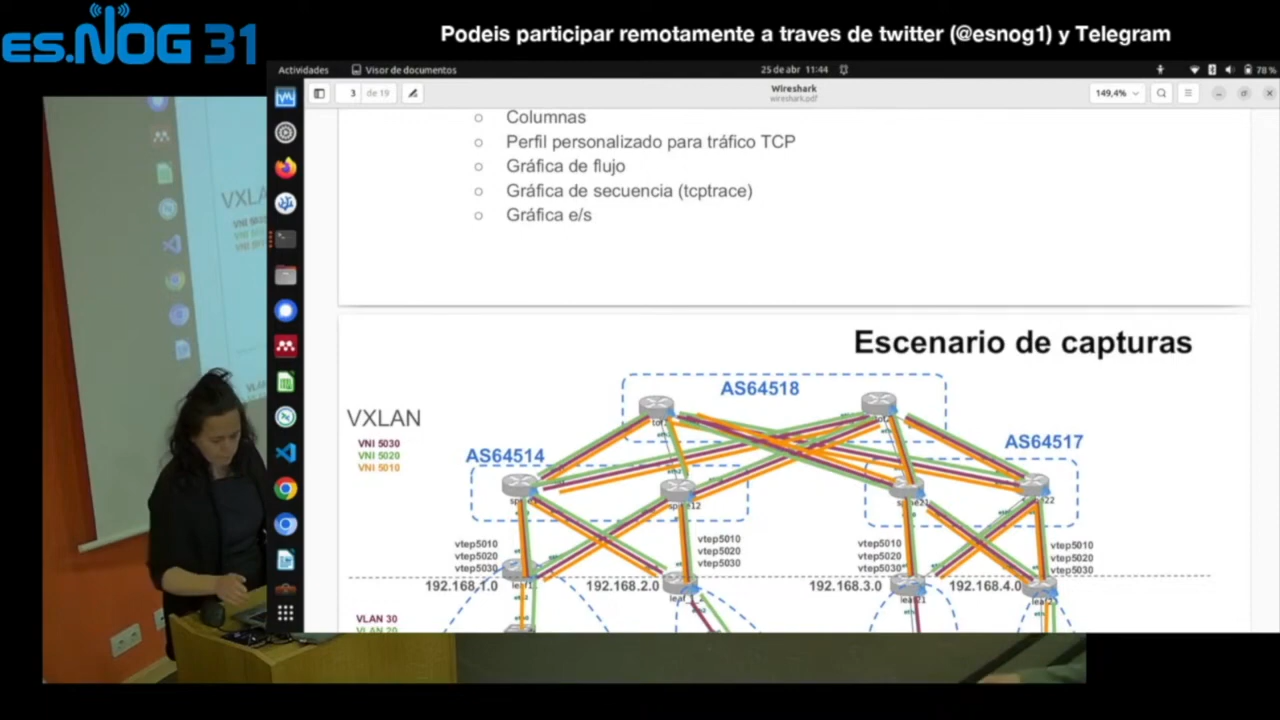 es.NOG 31
Podeis participar remotamente a traves de twitter (@esnog1) y Telegram
Actividades
Visor de documentos
25 de abr 11:44
78 %
3 de 19
Wireshark
wireshark.pdf
149,4%
○ Columnas
○ Perfil personalizado para tráfico TCP
○ Gráfica de flujo
○ Gráfica de secuencia (tcptrace)
○ Gráfica e/s
Escenario de capturas
AS64518
VXLAN
VNI 5030
VNI 5020
VNI 5010
AS64514
AS64517
vtep5010
vtep5020
vtep5030
vtep5010
vtep5020
vtep5030
vtep5010
vtep5020
vtep5030
vtep5010
vtep5020
vtep5030
192.168.1.0
192.168.2.0
192.168.3.0
192.168.4.0
leaf21
VLAN 30
VLAN 20